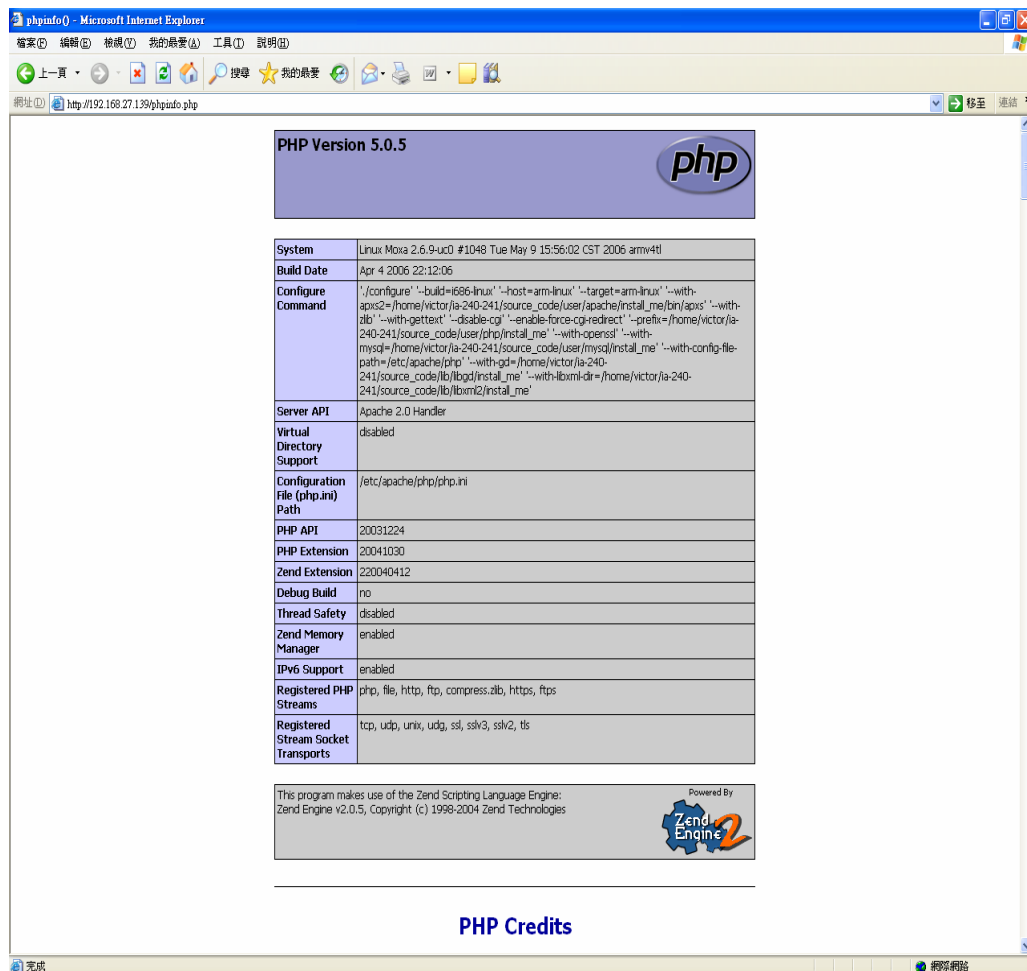 phpinfo() - Microsoft Internet Explorer
檔案(F) 編輯(E) 檢視(V) 我的最愛(A) 工具(T) 說明(H)
上一頁 搜尋 我的最愛
網址(D) http://192.168.27.139/phpinfo.php 移至 連結
PHP Version 5.0.5
php
System Linux Moxa 2.6.9-uc0 #1048 Tue May 9 15:56:02 CST 2006 armv4tl
Build Date Apr 4 2006 22:12:06
Configure './configure' '--build=i686-linux' '--host=arm-linux' '--target=arm-linux' '--with-
Command apxs2=/home/victor/ia-240-241/source_code/user/apache/install_me/bin/apxs' '--with-
zlib' '--with-gettext' '--disable-cgi' '--enable-force-cgi-redirect' '--prefix=/home/victor/ia-
240-241/source_code/user/php/install_me' '--with-openssl' '--with-
mysql=/home/victor/ia-240-241/source_code/user/mysql/install_me' '--with-config-file-
path=/etc/apache/php' '--with-gd=/home/victor/ia-240-
241/source_code/lib/libgd/install_me' '--with-libxml-dir=/home/victor/ia-240-
241/source_code/lib/libxml2/install_me'
Server API Apache 2.0 Handler
Virtual disabled
Directory
Support
Configuration /etc/apache/php/php.ini
File (php.ini)
Path
PHP API 20031224
PHP Extension 20041030
Zend Extension 220040412
Debug Build no
Thread Safety disabled
Zend Memory enabled
Manager
IPv6 Support enabled
Registered PHP php, file, http, ftp, compress.zlib, https, ftps
Streams
Registered tcp, udp, unix, udg, ssl, sslv3, sslv2, tls
Stream Socket
Transports
This program makes use of the Zend Scripting Language Engine:
Zend Engine v2.0.5, Copyright (c) 1998-2004 Zend Technologies
Powered By
Zend
Engine 2
PHP Credits
完成 網際網路